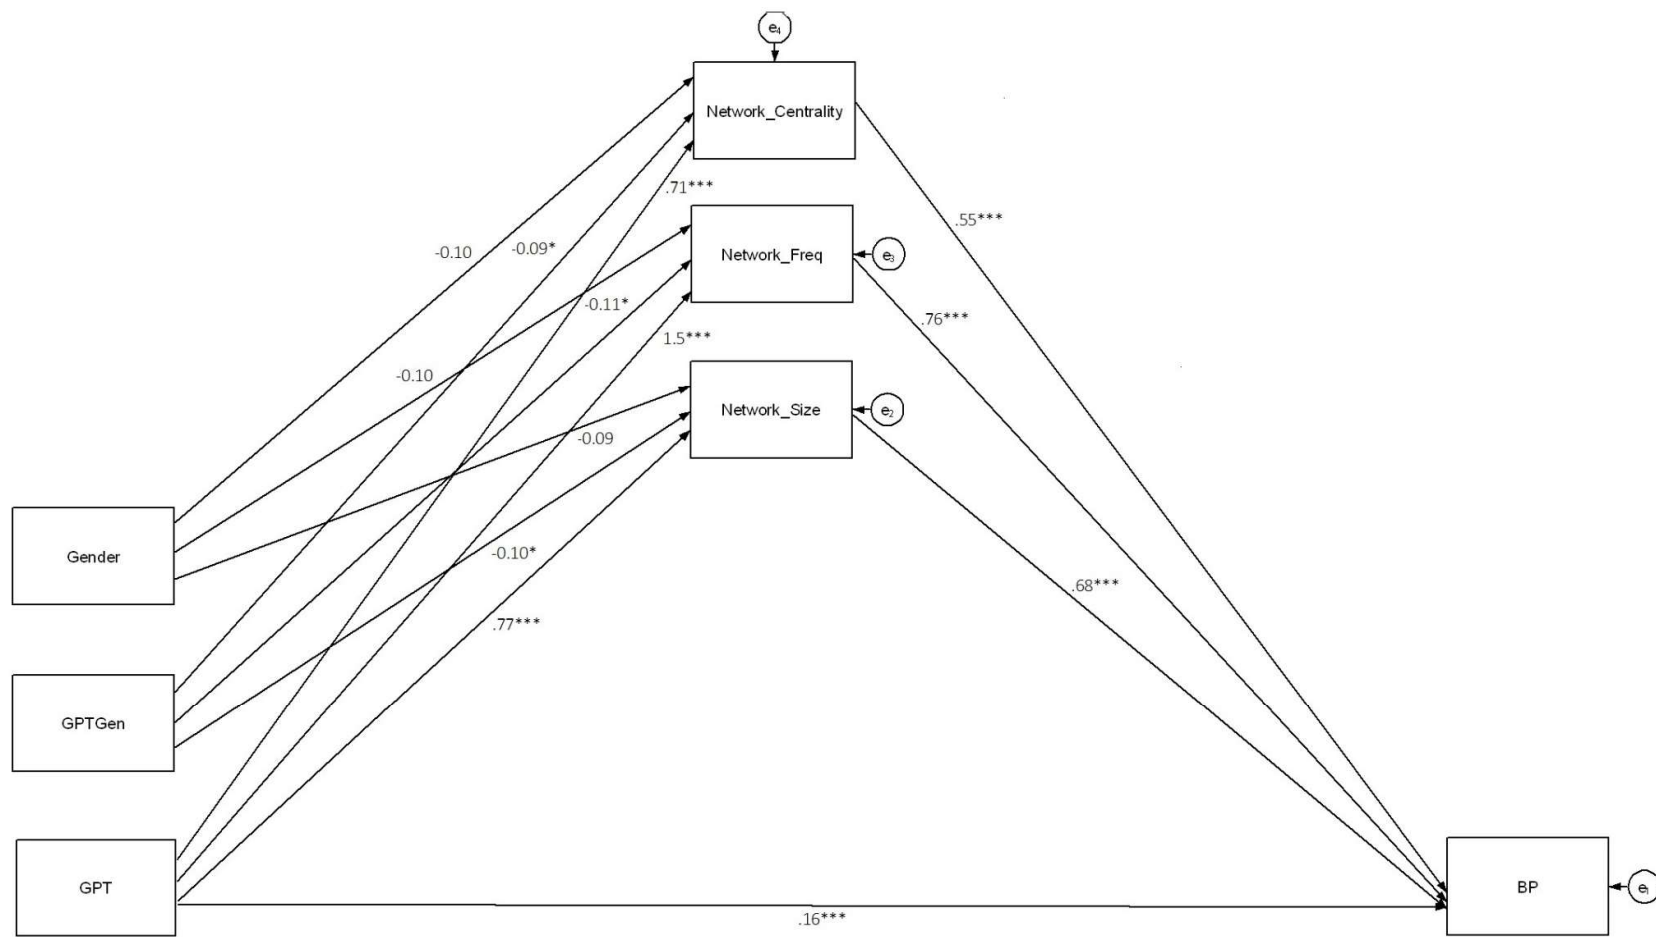 e4
Network_Centrality
.71***
.55***
-0.10
-0.09*
Network_Freq
e3
-0.11*
.76***
1.5***
-0.10
Network_Size
e2
-0.09
Gender
-0.10*
.68***
.77***
GPTGen
GPT
BP
e1
.16***